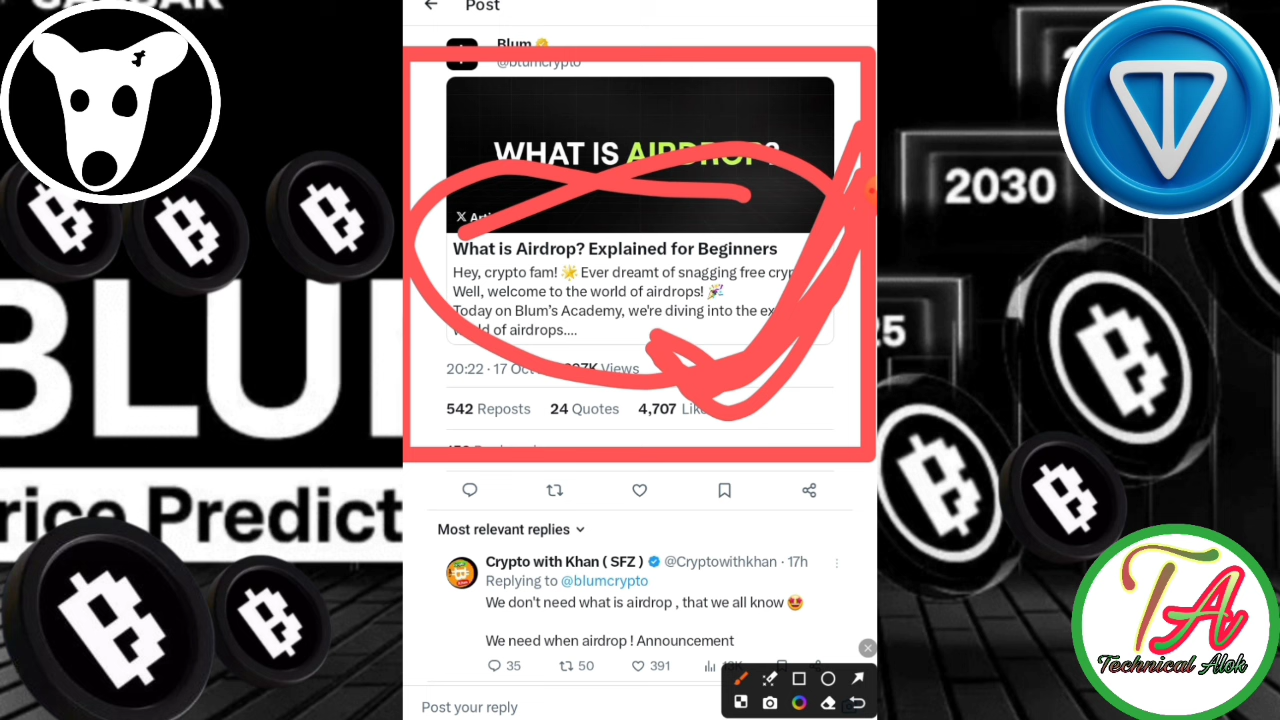 Post
Blum
@blumcrypto
WHAT IS AIRDROP?
What is Airdrop? Explained for Beginners
Hey, crypto fam! 🌟 Ever dreamt of snagging free
Well, welcome to the world of airdrops! 🎉
Today on Blum's Academy, we're diving into the
world of airdrops....
20:22 · 17 Views
542 Reposts 24 Quotes 4,707
Most relevant replies
Crypto with Khan ( SFZ ) @Cryptowithkhan · 17h
Replying to @blumcrypto
We don't need what is airdrop , that we all know 😍
We need when airdrop ! Announcement
35 50 391
Post your reply
BLU
Predict
2030
25
TA
Technical Alok